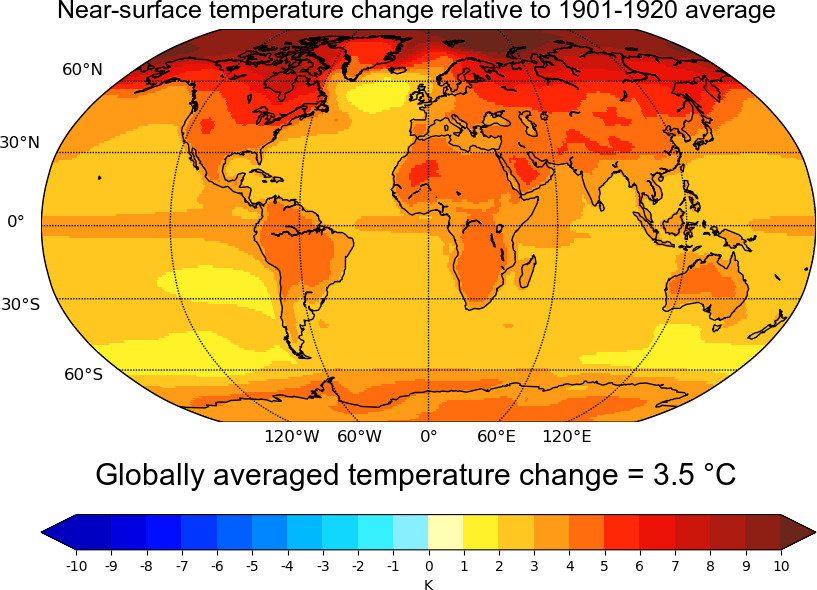 Near-surface temperature change relative to 1901-1920 average
60°N
30°N
0°
30°S
60°S
120°W 60°W 0° 60°E 120°E
Globally averaged temperature change = 3.5 °C
-10 -9 -8 -7 -6 -5 -4 -3 -2 -1 0 1 2 3 4 5 6 7 8 9 10
K